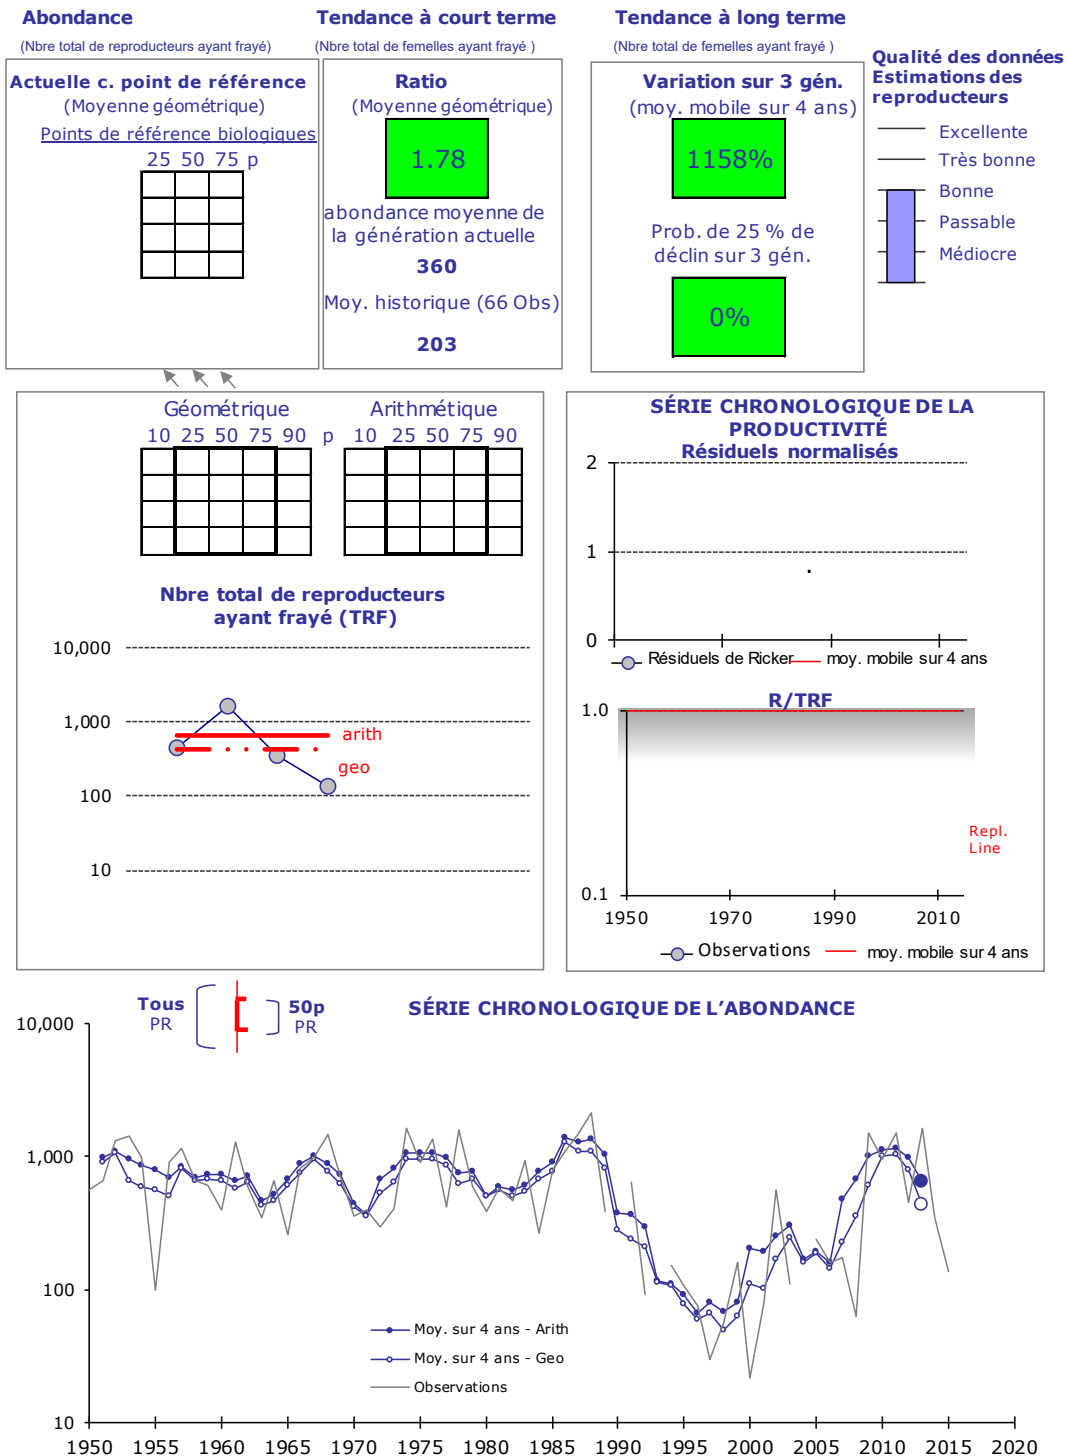 Abondance
(Nbre total de reproducteurs ayant frayé)
Actuelle c. point de référence
(Moyenne géométrique)
Points de référence biologiques
25 50 75 p
Tendance à court terme
(Nbre total de femelles ayant frayé )
Ratio
(Moyenne géométrique)
1.78
abondance moyenne de
la génération actuelle
360
Moy. historique (66 Obs)
203
Tendance à long terme
(Nbre total de femelles ayant frayé )
Variation sur 3 gén.
(moy. mobile sur 4 ans)
1158%
Prob. de 25 % de
déclin sur 3 gén.
0%
Qualité des données
Estimations des
reproducteurs
Excellente
Très bonne
Bonne
Passable
Médiocre
Géométrique
10 25 50 75 90 p
Arithmétique
10 25 50 75 90
Nbre total de reproducteurs
ayant frayé (TRF)
10,000
1,000
100
10
arith
geo
SÉRIE CHRONOLOGIQUE DE LA
PRODUCTIVITÉ
Résiduels normalisés
2
1
0
Résiduels de Ricker
moy. mobile sur 4 ans
R/TRF
1.0
0.1
Repl.
Line
1950 1970 1990 2010
Observations
moy. mobile sur 4 ans
Tous
PR
50p
PR
SÉRIE CHRONOLOGIQUE DE L’ABONDANCE
10,000
1,000
100
10
Moy. sur 4 ans - Arith
Moy. sur 4 ans - Geo
Observations
1950 1955 1960 1965 1970 1975 1980 1985 1990 1995 2000 2005 2010 2015 2020